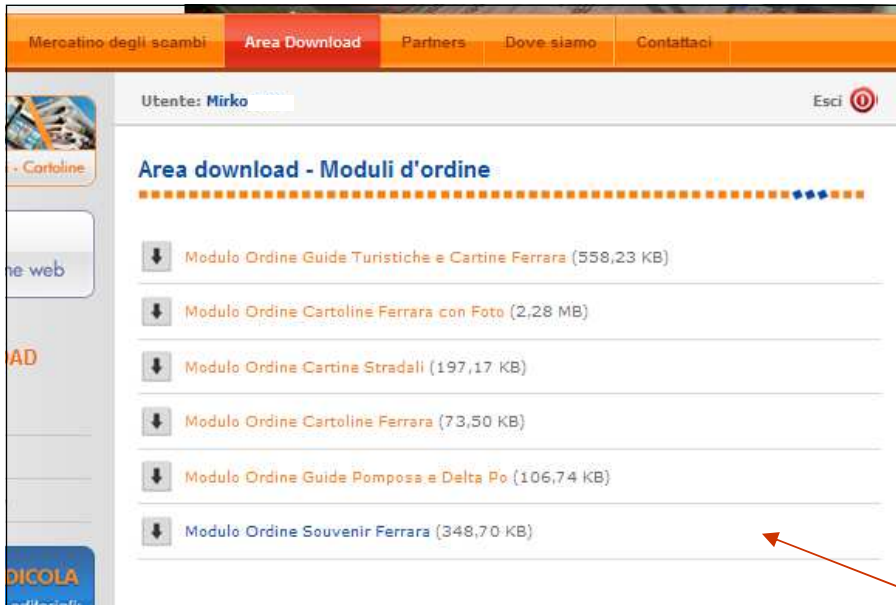 Mercatino degli scambi Area Download Partners Dove siamo Contattaci
Utente: Mirko Esci
- Cartoline
Area download - Moduli d'ordine
Modulo Ordine Guide Turistiche e Cartine Ferrara (558,23 KB)
ne web
Modulo Ordine Cartoline Ferrara con Foto (2,28 MB)
OAD
Modulo Ordine Cartine Stradali (197,17 KB)
Modulo Ordine Cartoline Ferrara (73,50 KB)
Modulo Ordine Guide Pomposa e Delta Po (106,74 KB)
Modulo Ordine Souvenir Ferrara (348,70 KB)
DICOLA